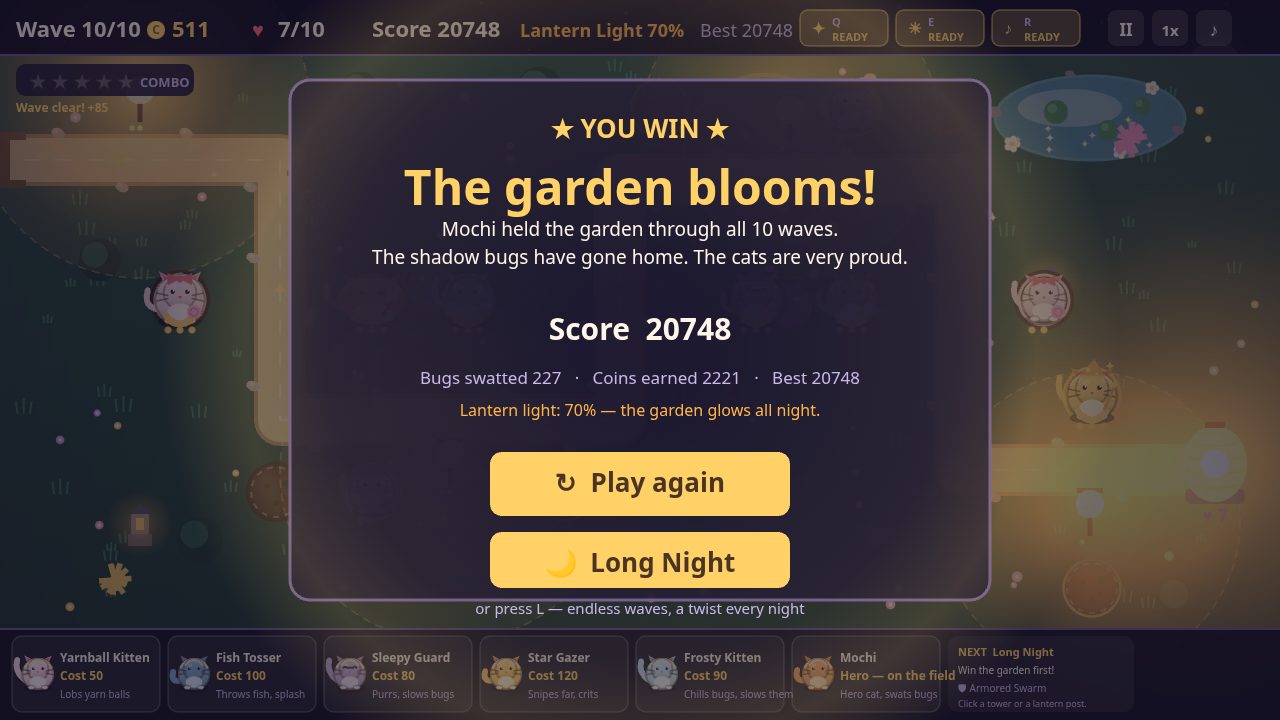 Wave 10/10 C 511 ♥ 7/10 Score 20748 Lantern Light 70% Best 20748 Q READY E READY R READY II 1x ♪
★★★★★ COMBO
Wave clear! +85
★ YOU WIN ★
The garden blooms!
Mochi held the garden through all 10 waves.
The shadow bugs have gone home. The cats are very proud.
Score 20748
Bugs swatted 227 · Coins earned 2221 · Best 20748
Lantern light: 70% — the garden glows all night.
♥ 7
↻ Play again
🌙 Long Night
or press L — endless waves, a twist every night
Yarnball Kitten
Cost 50
Lobs yarn balls
Fish Tosser
Cost 100
Throws fish, splash
Sleepy Guard
Cost 80
Purrs, slows bugs
Star Gazer
Cost 120
Snipes far, crits
Frosty Kitten
Cost 90
Chills bugs, slows them
Mochi
Hero — on the field
Hero cat, swats bugs
NEXT Long Night
Win the garden first!
Armored Swarm
Click a tower or a lantern post.